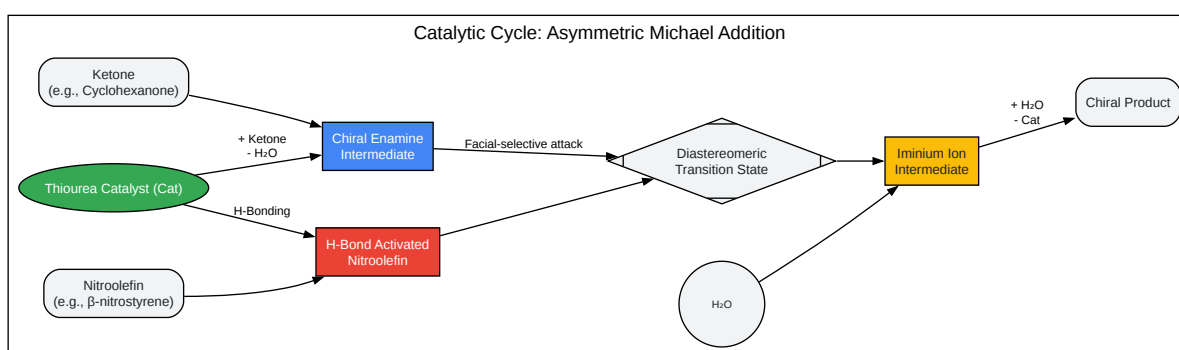 Catalytic Cycle: Asymmetric Michael Addition
Ketone
(e.g., Cyclohexanone)
+ Ketone
- H₂O
Thiourea Catalyst (Cat)
H-Bonding
Nitroolefin
(e.g., β-nitrostyrene)
Chiral Enamine
Intermediate
H-Bond Activated
Nitroolefin
Facial-selective attack
Diastereomeric
Transition State
H₂O
Iminium Ion
Intermediate
+ H₂O
- Cat
Chiral Product